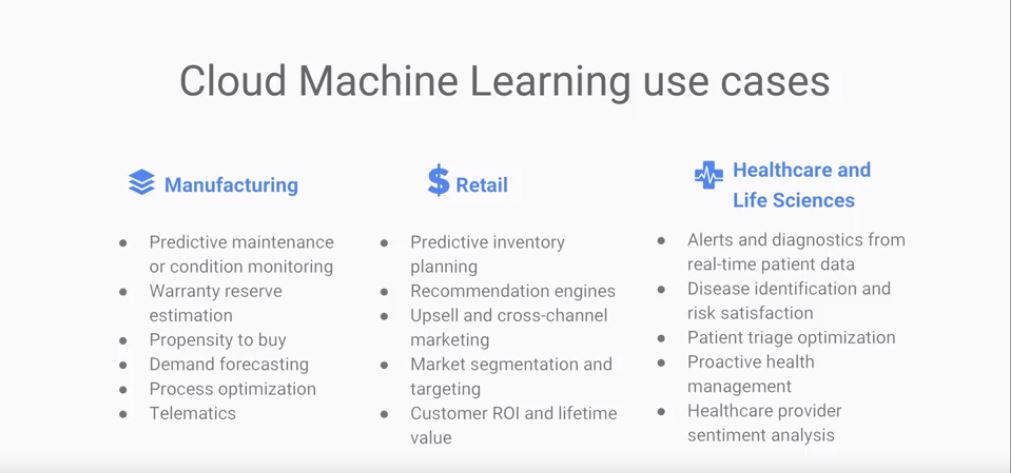 Cloud Machine Learning use cases
Manufacturing
● Predictive maintenance
or condition monitoring
● Warranty reserve
estimation
● Propensity to buy
● Demand forecasting
● Process optimization
● Telematics
$ Retail
● Predictive inventory
planning
● Recommendation engines
● Upsell and cross-channel
marketing
● Market segmentation and
targeting
● Customer ROI and lifetime
value
Healthcare and
Life Sciences
● Alerts and diagnostics from
real-time patient data
● Disease identification and
risk satisfaction
● Patient triage optimization
● Proactive health
management
● Healthcare provider
sentiment analysis